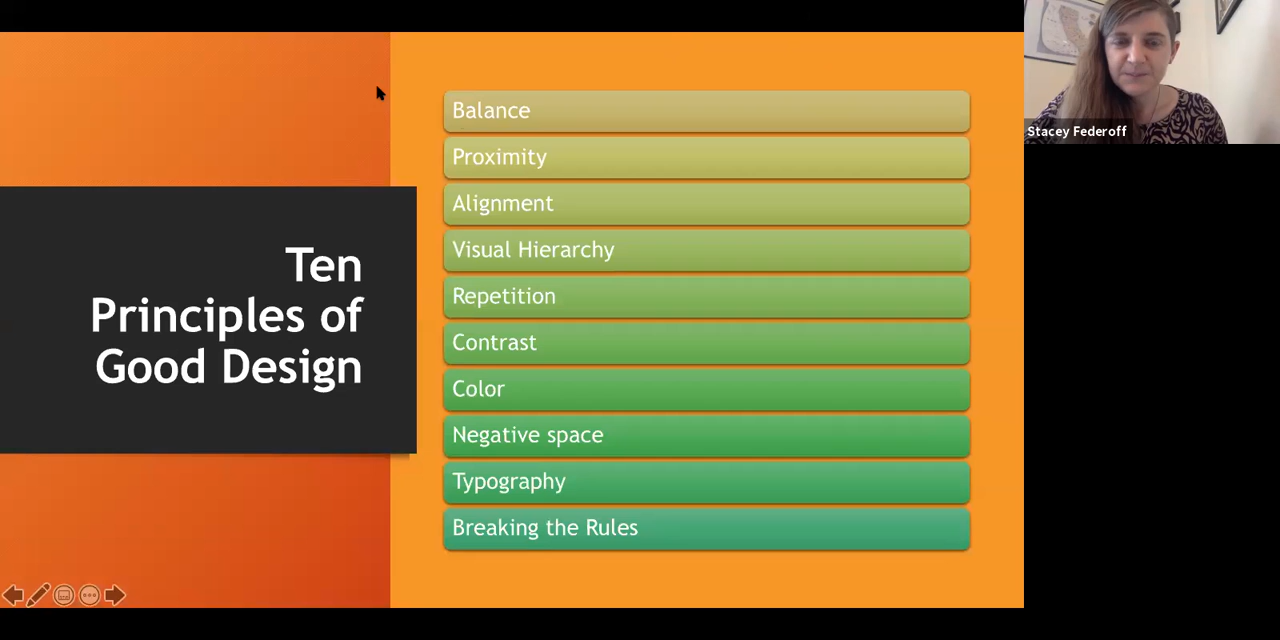 Ten
Principles of
Good Design
Balance
Proximity
Alignment
Visual Hierarchy
Repetition
Contrast
Color
Negative space
Typography
Breaking the Rules
Stacey Federoff